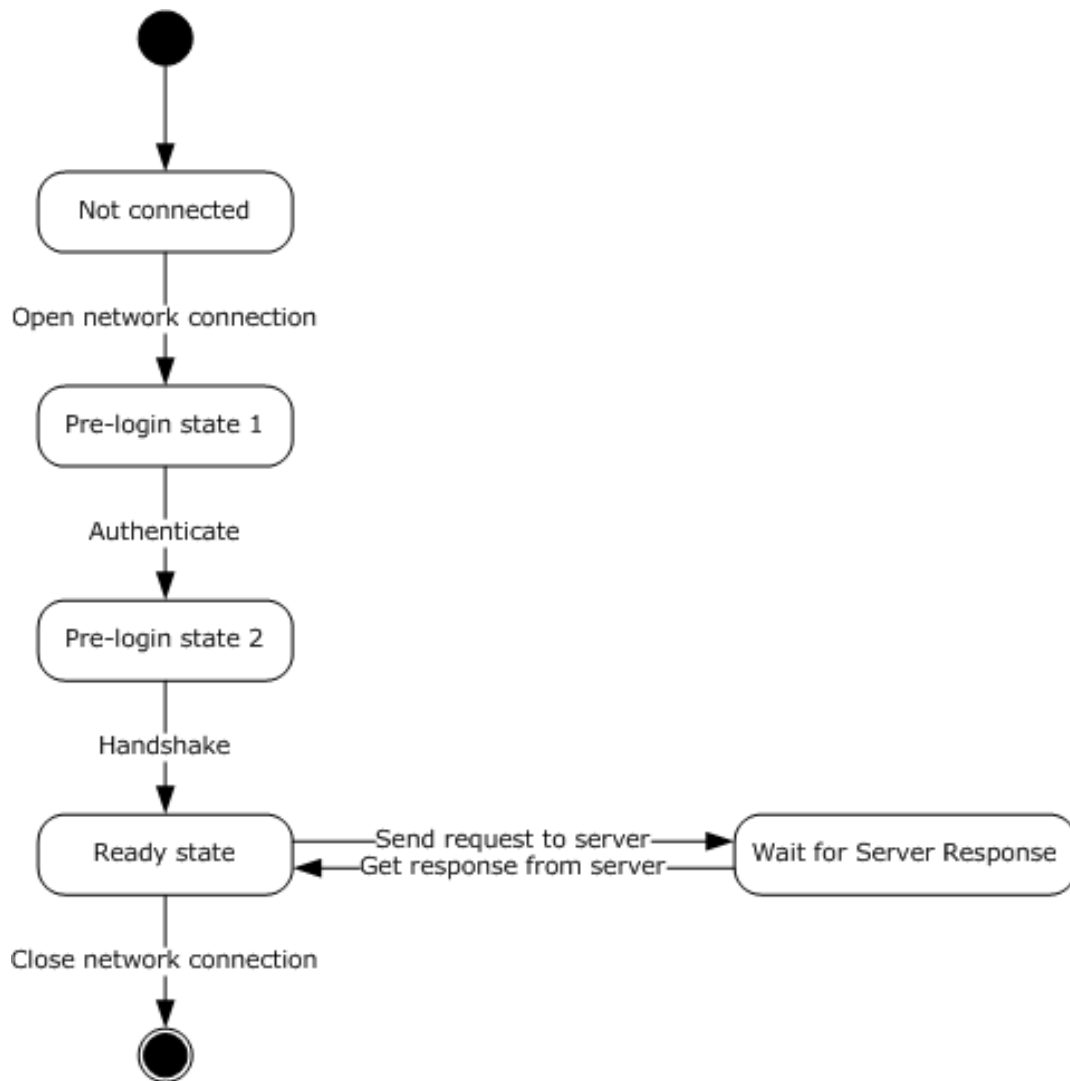 Not connected
Open network connection
Pre-login state 1
Authenticate
Pre-login state 2
Handshake
Ready state
Send request to server
Get response from server
Wait for Server Response
Close network connection